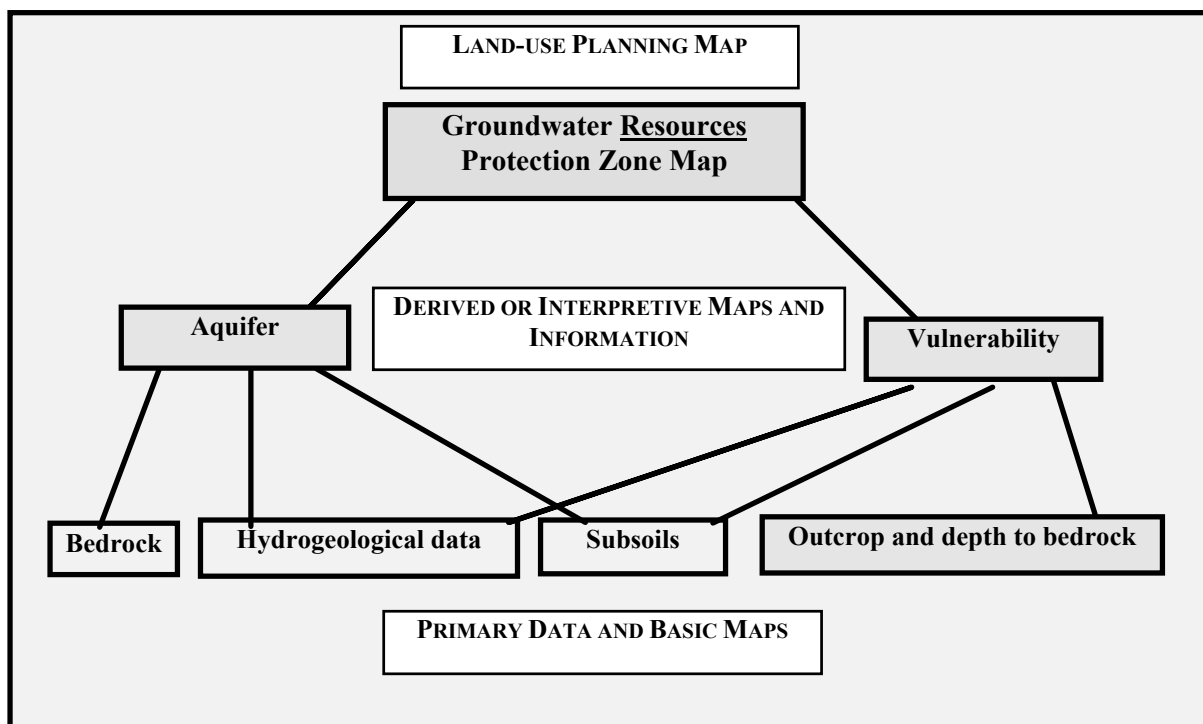 LAND-USE PLANNING MAP
Groundwater Resources
Protection Zone Map
DERIVED OR INTERPRETIVE MAPS AND
INFORMATION
Aquifer
Vulnerability
Bedrock
Hydrogeological data
Subsoils
Outcrop and depth to bedrock
PRIMARY DATA AND BASIC MAPS